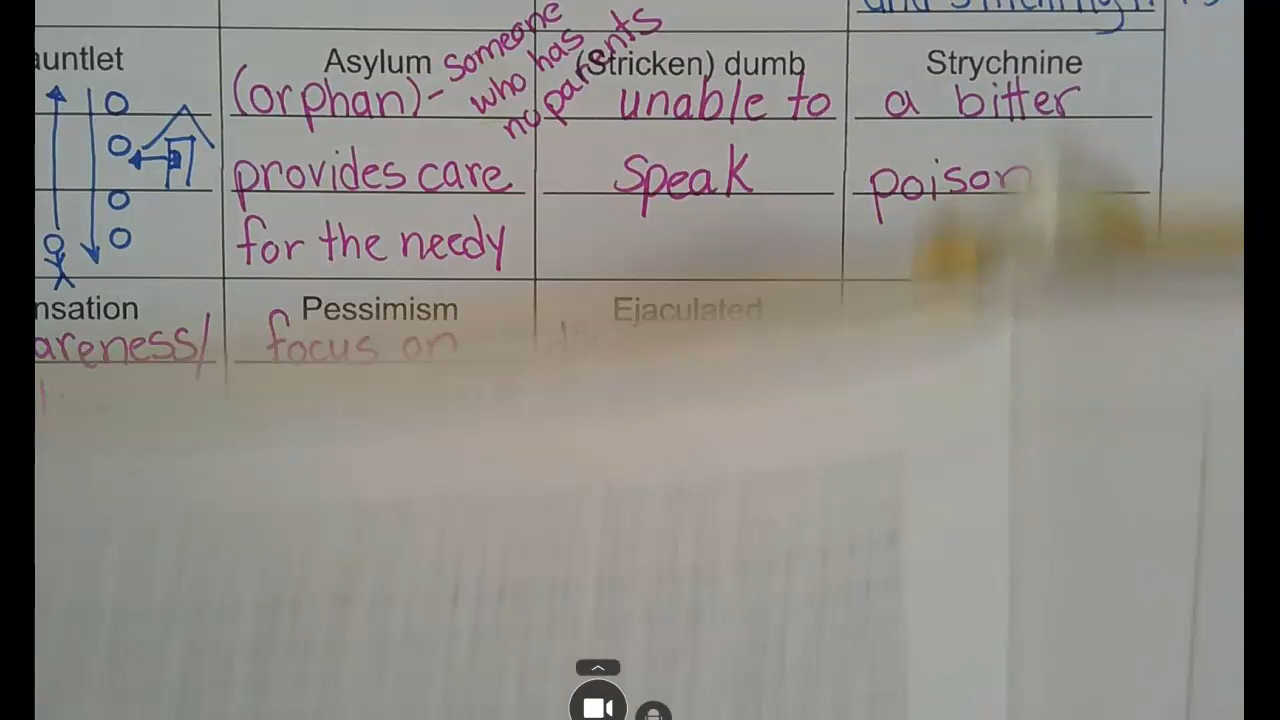 auntlet
Asylum
(orphan)- someone
who has
no parents
provides care
for the needy
(Stricken) dumb
unable to
speak
Strychnine
a bitter
poison
nsation
areness/
Pessimism
focus on
Ejaculated